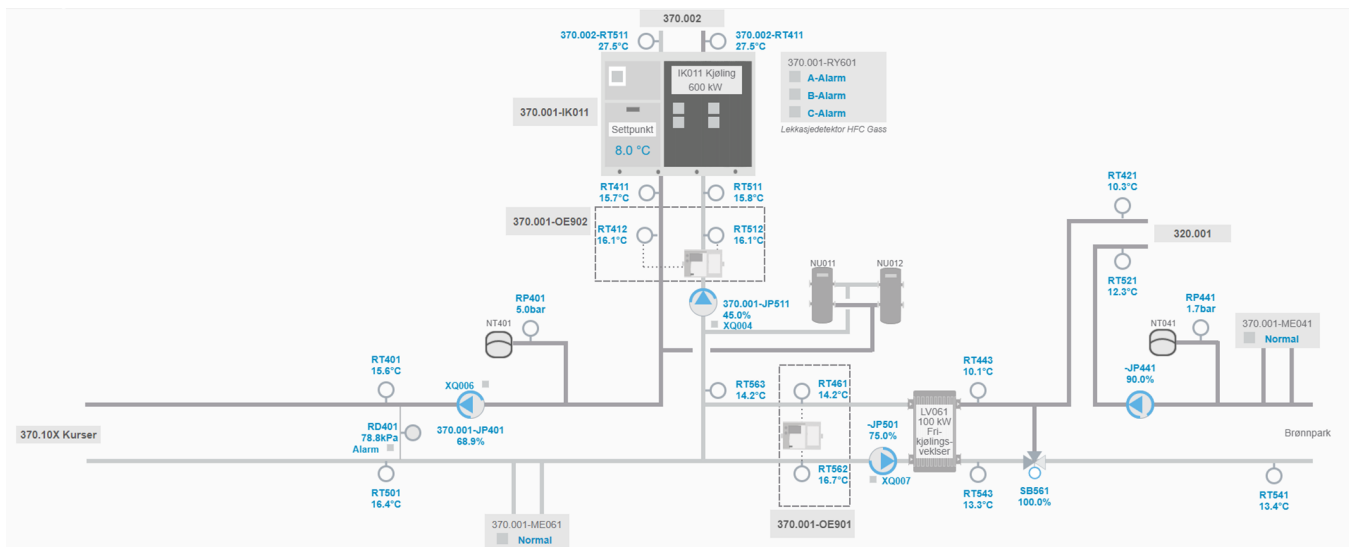 370.002
370.002-RT511
27.5°C
370.002-RT411
27.5°C
IK011 Kjøling
600 kW
370.001-RY601
A-Alarm
B-Alarm
C-Alarm
Lekkasjedetektor HFC Gass
370.001-IK011
Settpunkt
8.0 °C
RT411
15.7°C
RT511
15.8°C
370.001-OE902
RT412
16.1°C
RT512
16.1°C
RT421
10.3°C
320.001
RT521
12.3°C
NU011
NU012
370.001-JP511
45.0%
XQ004
RP401
5.0bar
NT401
RP441
1.7bar
NT041
370.001-ME041
Normal
RT401
15.6°C
XQ006
370.001-JP401
68.9%
RT563
14.2°C
RT461
14.2°C
RT443
10.1°C
-JP441
90.0%
370.10X Kurser
RD401
78.8kPa
Alarm
LV061
100 kW
Fri-
kjølings-
veklser
-JP501
75.0%
XQ007
Brønnpark
RT501
16.4°C
RT562
16.7°C
RT543
13.3°C
SB561
100.0%
RT541
13.4°C
370.001-ME061
Normal
370.001-OE901